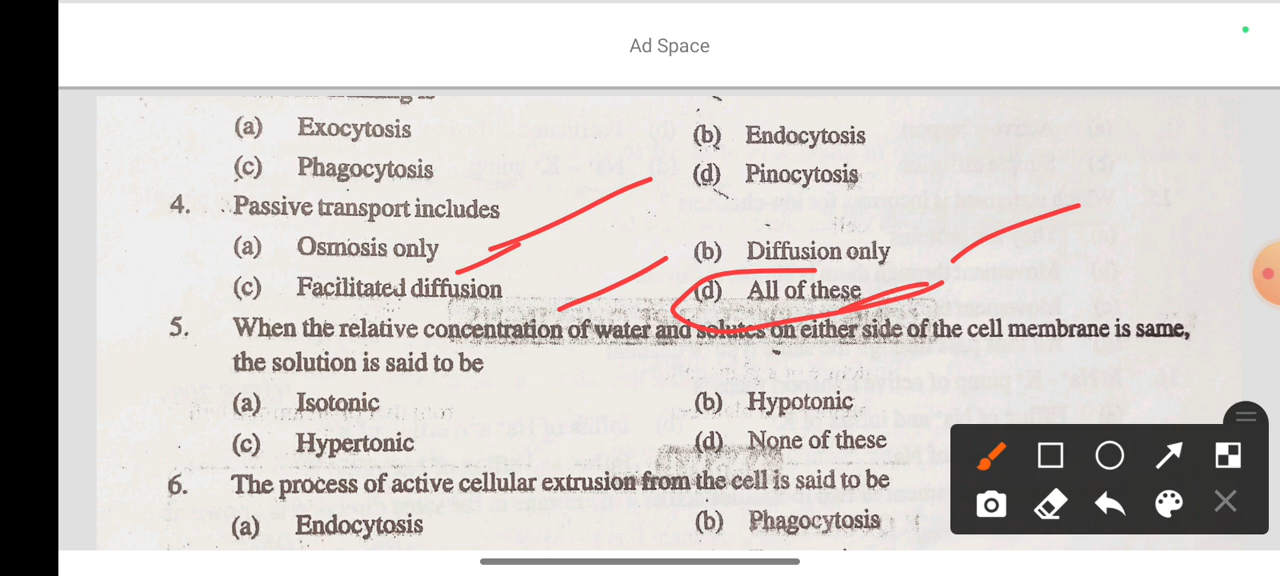 Ad Space
(a) Exocytosis (b) Endocytosis
(c) Phagocytosis (d) Pinocytosis
4. Passive transport includes
(a) Osmosis only (b) Diffusion only
(c) Facilitated diffusion (d) All of these
5. When the relative concentration of water and solutes on either side of the cell membrane is same,
the solution is said to be
(a) Isotonic (b) Hypotonic
(c) Hypertonic (d) None of these
6. The process of active cellular extrusion from the cell is said to be
(a) Endocytosis (b) Phagocytosis